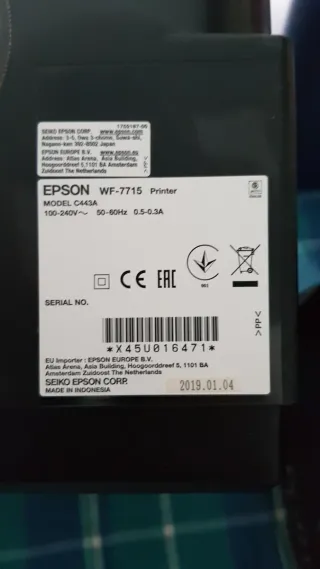 1755187-06
SEIKO EPSON CORP. www.epson.com
Address: 3-5, Owa 3-chome, Suwa-shi,
Nagano-ken 392-8502 Japan
EPSON EUROPE B.V. www.epson.eu
Address: Atlas Arena, Asia Building,
Hoogoorddreef 5,1101 BA Amsterdam
Zuidoost The Netherlands
>PP<
EPSON WF-7715 Printer
MODEL C443A
100-240V~ 50-60Hz 0.5-0.3A
CE EAC
SERIAL NO.
>PP<
*X45U016471*
EU Importer : EPSON EUROPE B.V.
Atlas Arena, Asia Building, Hoogoorddreef 5, 1101 BA
Amsterdam Zuidoost The Netherlands
SEIKO EPSON CORP.
MADE IN INDONESIA
2019.01.04